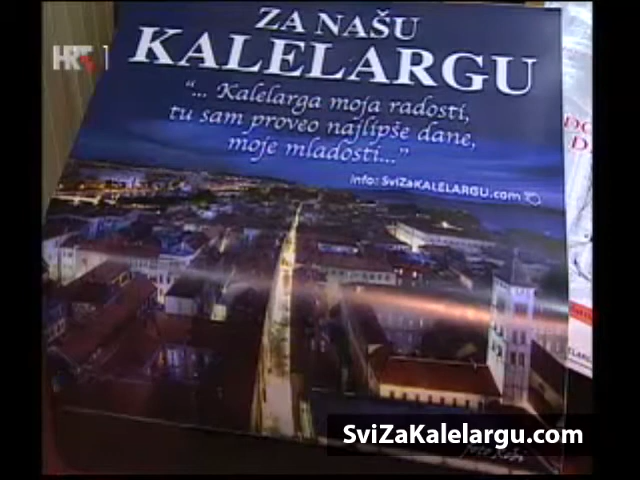 HRT 1
ZA NAŠU
KALELARGU
"... Kalelarga moja radosti,
tu sam proveo najlipše dane,
moje mladosti..."
info: SviZaKALELARGU.com
SviZaKalelargu.com